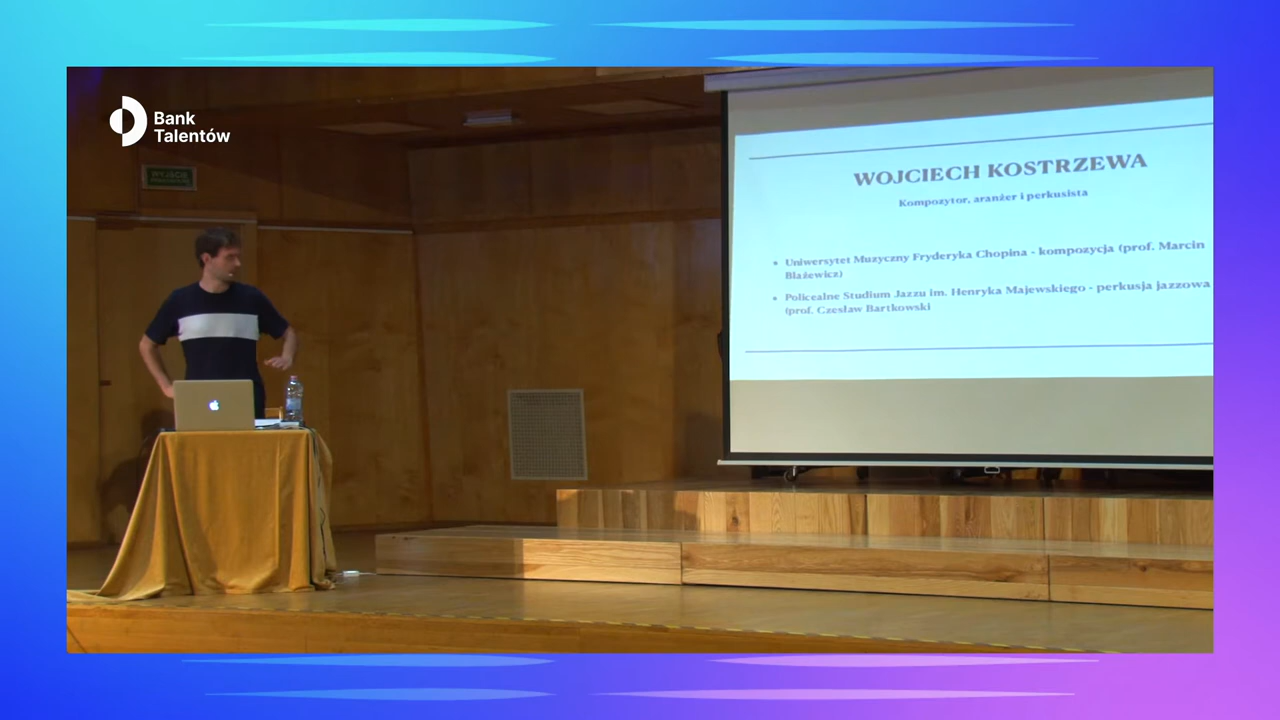 Bank
Talentów
WYJŚCIE
WOJCIECH KOSTRZEWA
Kompozytor, aranżer i perkusista
• Uniwersytet Muzyczny Fryderyka Chopina - kompozycja (prof. Marcin
Błażewicz)
• Policealne Studium Jazzu im. Henryka Majewskiego - perkusja jazzowa
(prof. Czesław Bartkowski